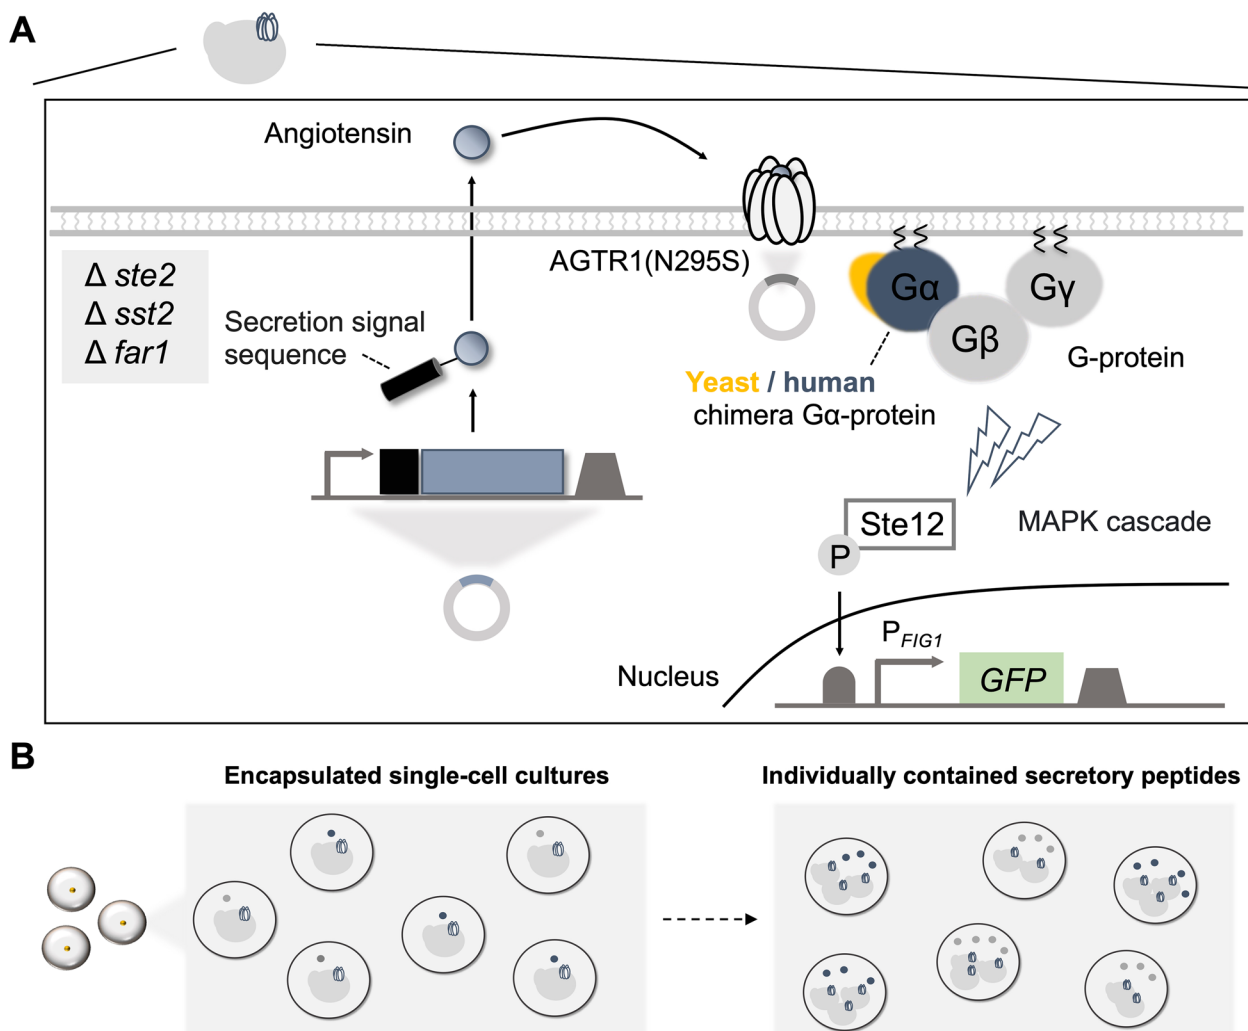 A
Angiotensin
AGTR1(N295S)
Δ ste2
Δ sst2
Δ far1
Secretion signal
sequence
Gα
Gβ
Gγ
G-protein
Yeast / human
chimera Gα-protein
Ste12
P
MAPK cascade
Nucleus
PFIG1
GFP
B
Encapsulated single-cell cultures
Individually contained secretory peptides